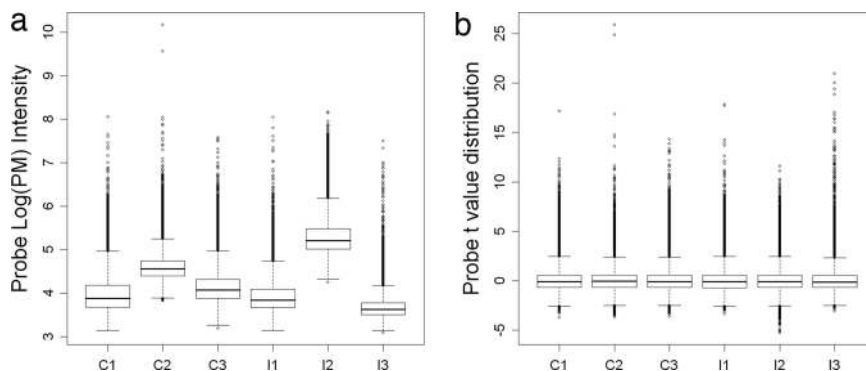 a
Probe Log(PM) Intensity
10
9
8
7
6
5
4
3
C1 C2 C3 I1 I2 I3
b
Probe t value distribution
25
20
15
10
5
0
-5
C1 C2 C3 I1 I2 I3